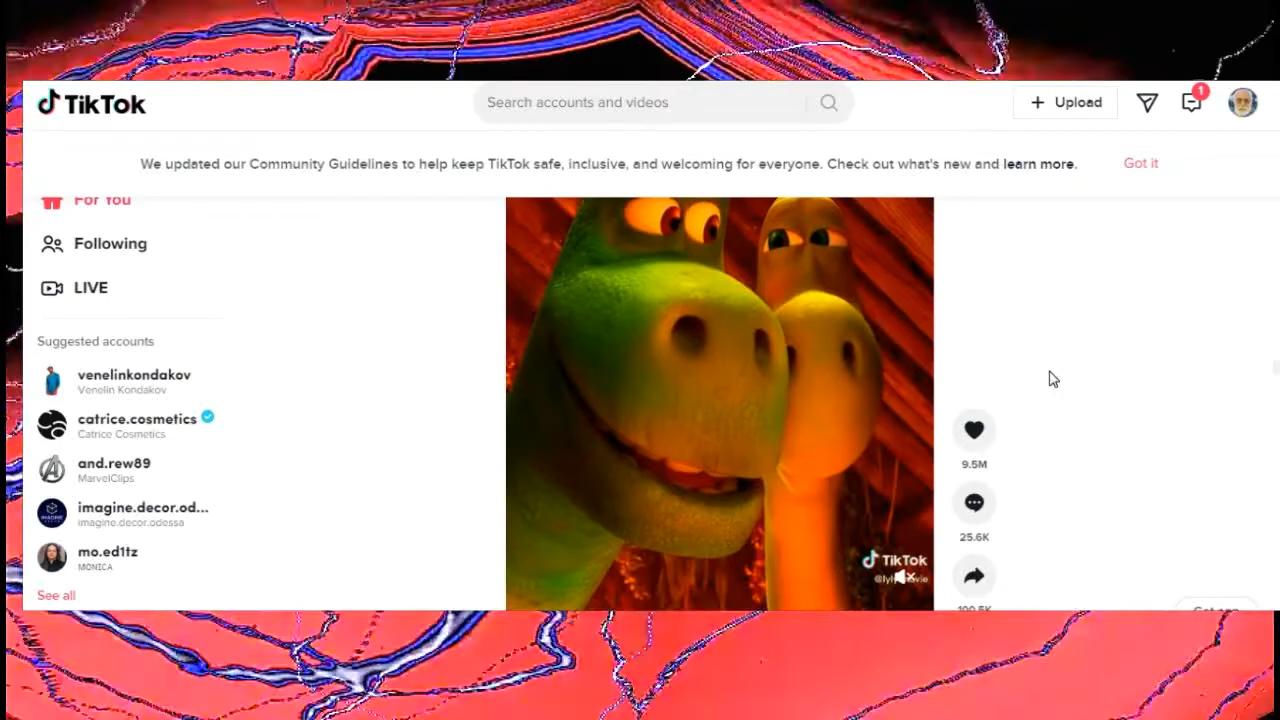 TikTok
Search accounts and videos
Upload
1
We updated our Community Guidelines to help keep TikTok safe, inclusive, and welcoming for everyone. Check out what's new and learn more.
Got it
For You
Following
LIVE
Suggested accounts
venelinkondakov
Venelin Kondakov
catrice.cosmetics
Catrice Cosmetics
and.rew89
MarvelClips
imagine.decor.od...
imagine.decor.odessa
mo.ed1tz
MONICA
See all
9.5M
25.6K
TikTok